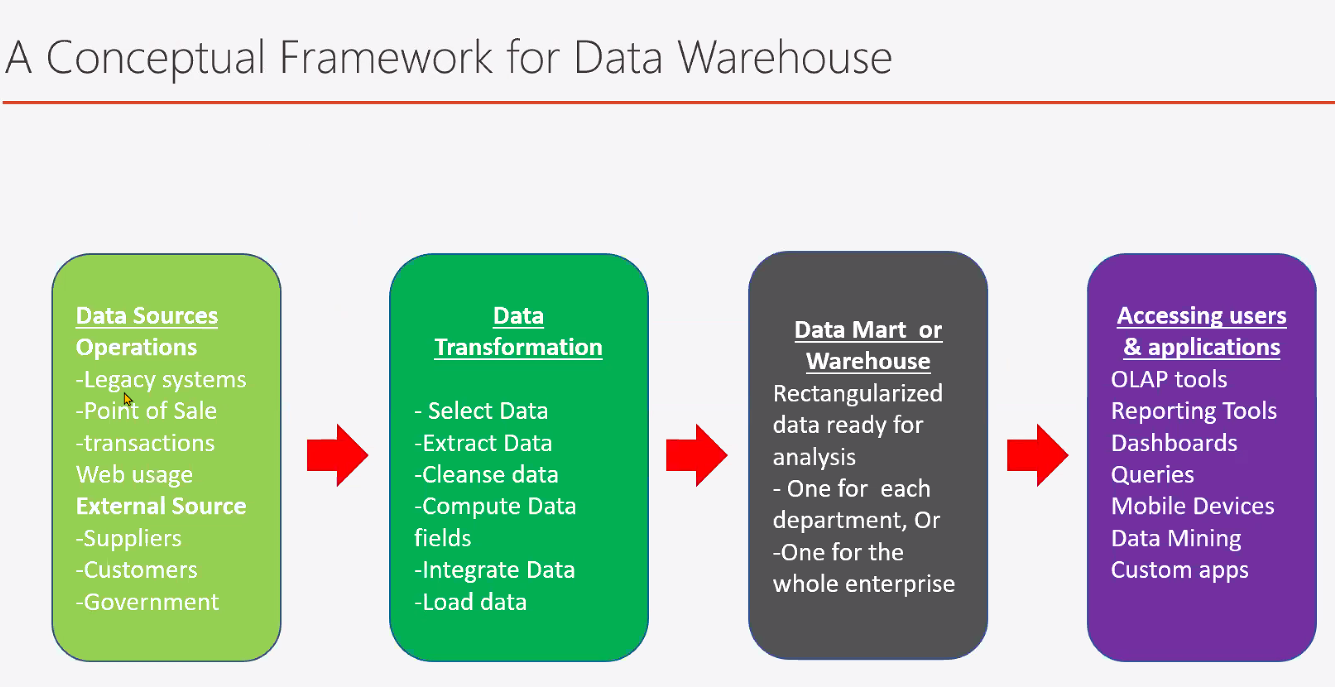 A Conceptual Framework for Data Warehouse
Data Sources
Operations
-Legacy systems
-Point of Sale
-transactions
Web usage
External Source
-Suppliers
-Customers
-Government
Data
Transformation
- Select Data
-Extract Data
-Cleanse data
-Compute Data
fields
-Integrate Data
-Load data
Data Mart  or
Warehouse
Rectangularized
data ready for
analysis
- One for  each
department, Or
-One for the
whole enterprise
Accessing users
& applications
OLAP tools
Reporting Tools
Dashboards
Queries
Mobile Devices
Data Mining
Custom apps